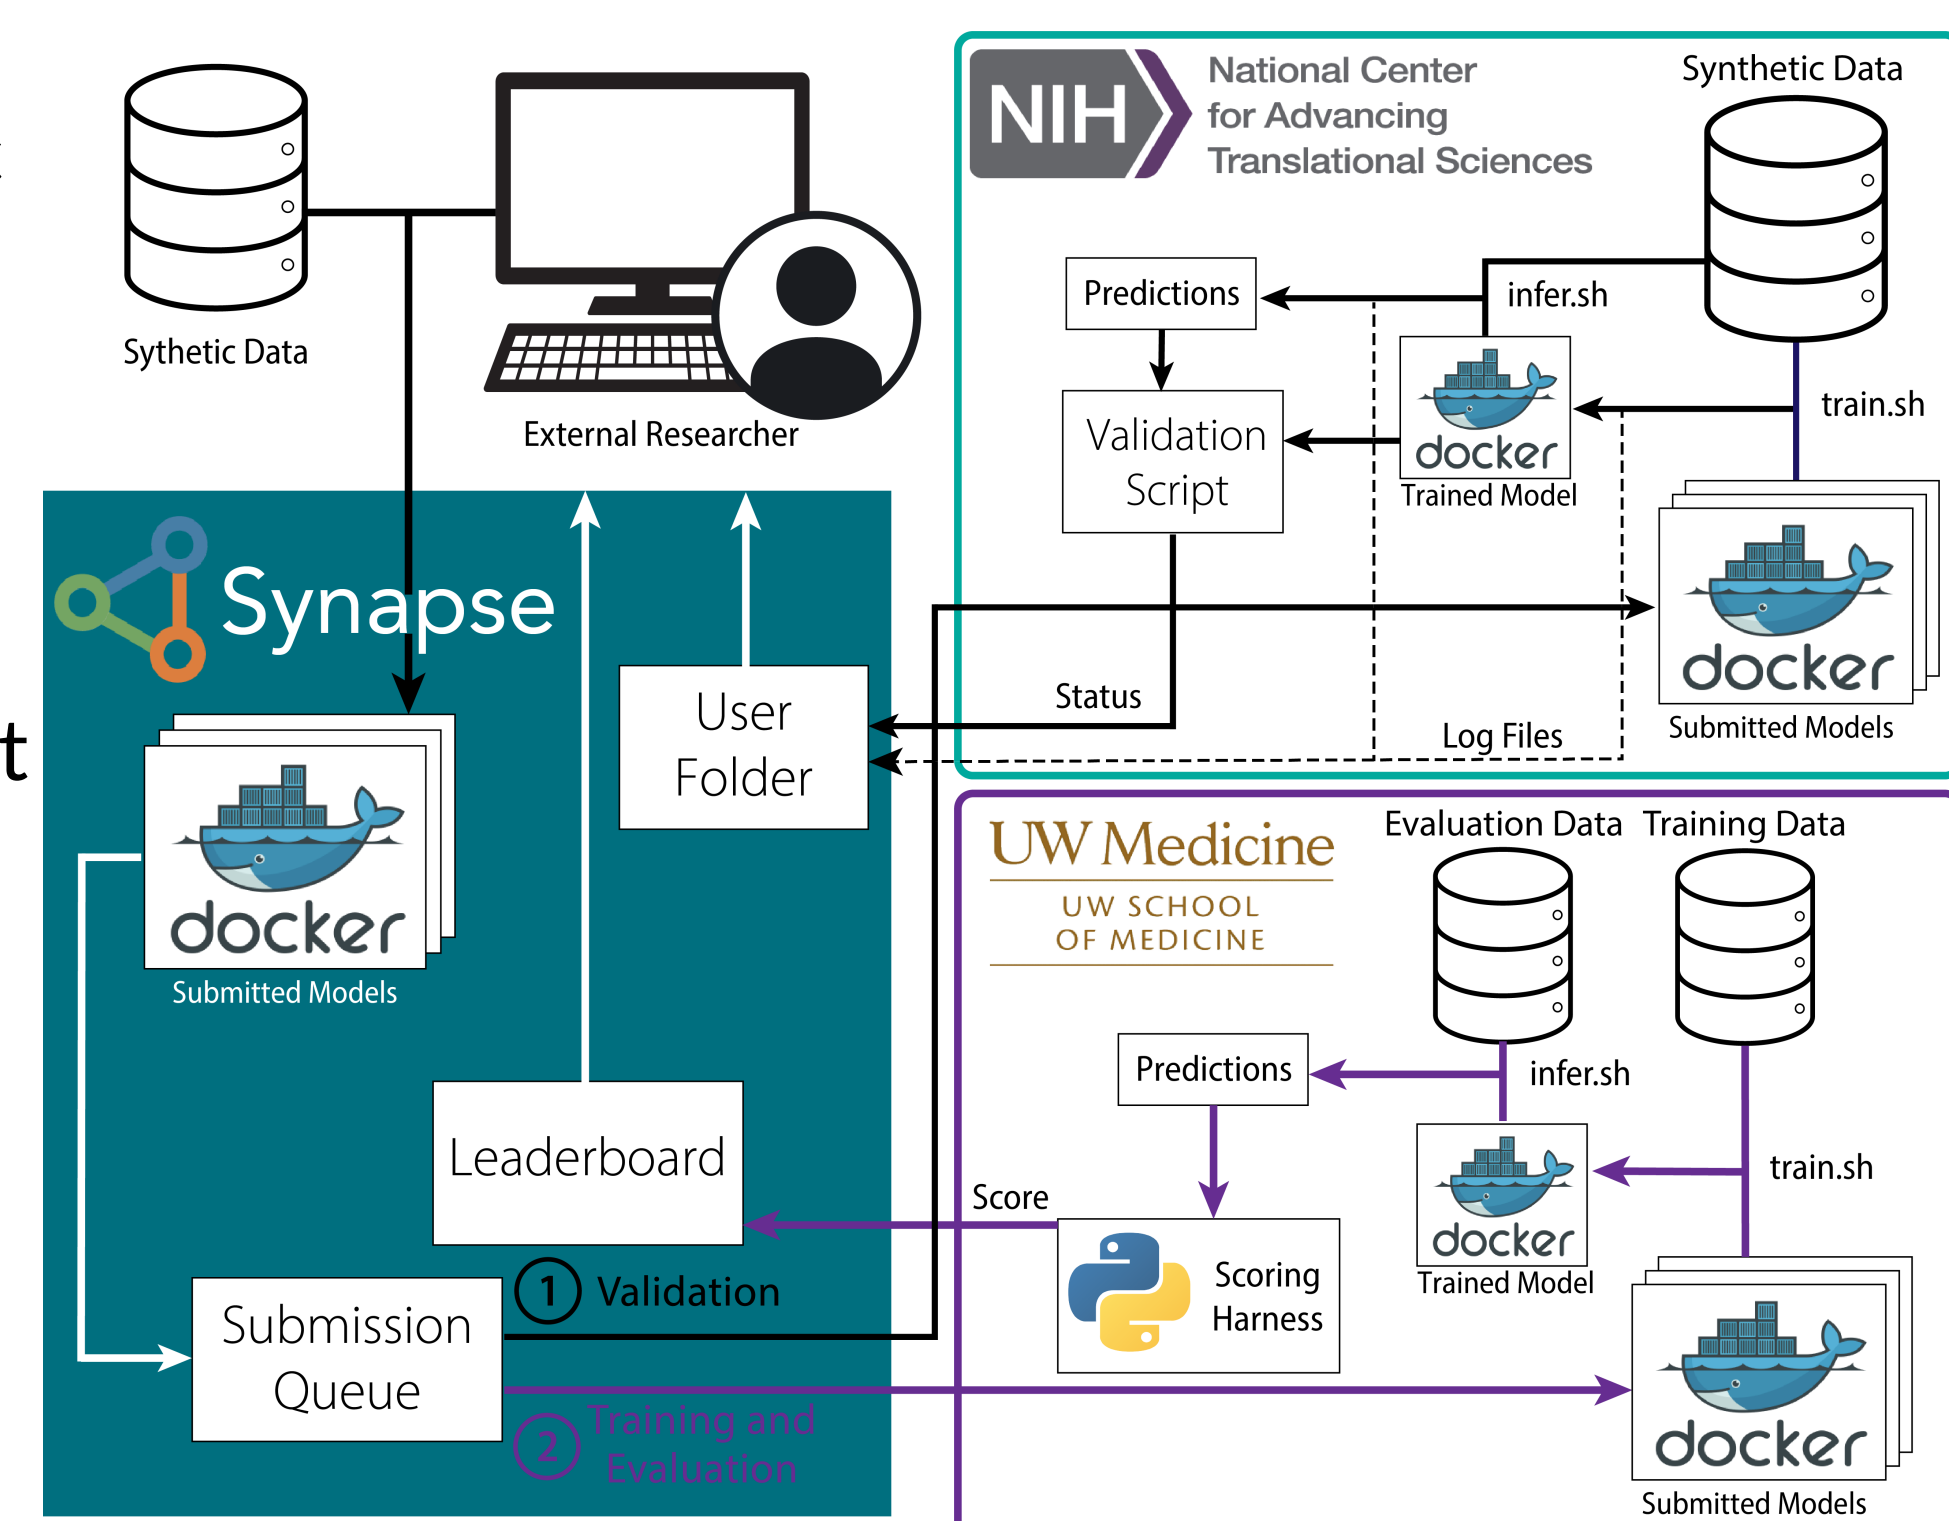 Sythetic Data
External Researcher
Synapse
docker
Submitted Models
User
Folder
Leaderboard
Submission
Queue
1 Validation
2 Training and
Evaluation
NIH
National Center
for Advancing
Translational Sciences
Synthetic Data
Predictions
infer.sh
train.sh
Validation
Script
docker
Trained Model
docker
Submitted Models
Status
Log Files
UW Medicine
UW SCHOOL
OF MEDICINE
Evaluation Data
Training Data
Predictions
infer.sh
train.sh
docker
Trained Model
Score
Scoring
Harness
docker
Submitted Models
t